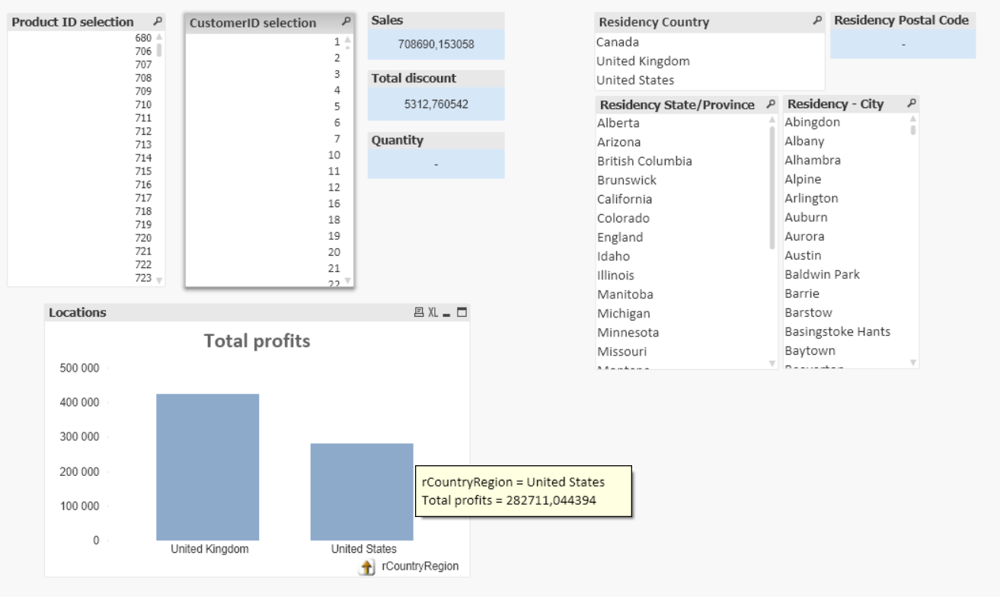 Product ID selection
680
706
707
708
709
710
711
712
713
714
715
716
717
718
719
720
721
722
723
CustomerID selection
1
2
3
4
5
6
7
10
11
12
16
18
19
20
21
22
Sales
708690,153058
Total discount
5312,760542
Quantity
-
Residency Country
Canada
United Kingdom
United States
Residency Postal Code
-
Residency State/Province
Alberta
Arizona
British Columbia
Brunswick
California
Colorado
England
Idaho
Illinois
Manitoba
Michigan
Minnesota
Missouri
Montana
Residency - City
Abingdon
Albany
Alhambra
Alpine
Arlington
Auburn
Aurora
Austin
Baldwin Park
Barrie
Barstow
Basingstoke Hants
Baytown
Beaverton
Locations
XL
Total profits
500 000
400 000
300 000
200 000
100 000
0
United Kingdom
United States
rCountryRegion
rCountryRegion = United States
Total profits = 282711,044394